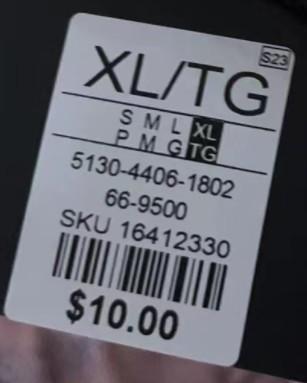 S23
XL/TG
S M L XL
P M G TG
5130-4406-1802
66-9500
SKU 16412330
$10.00